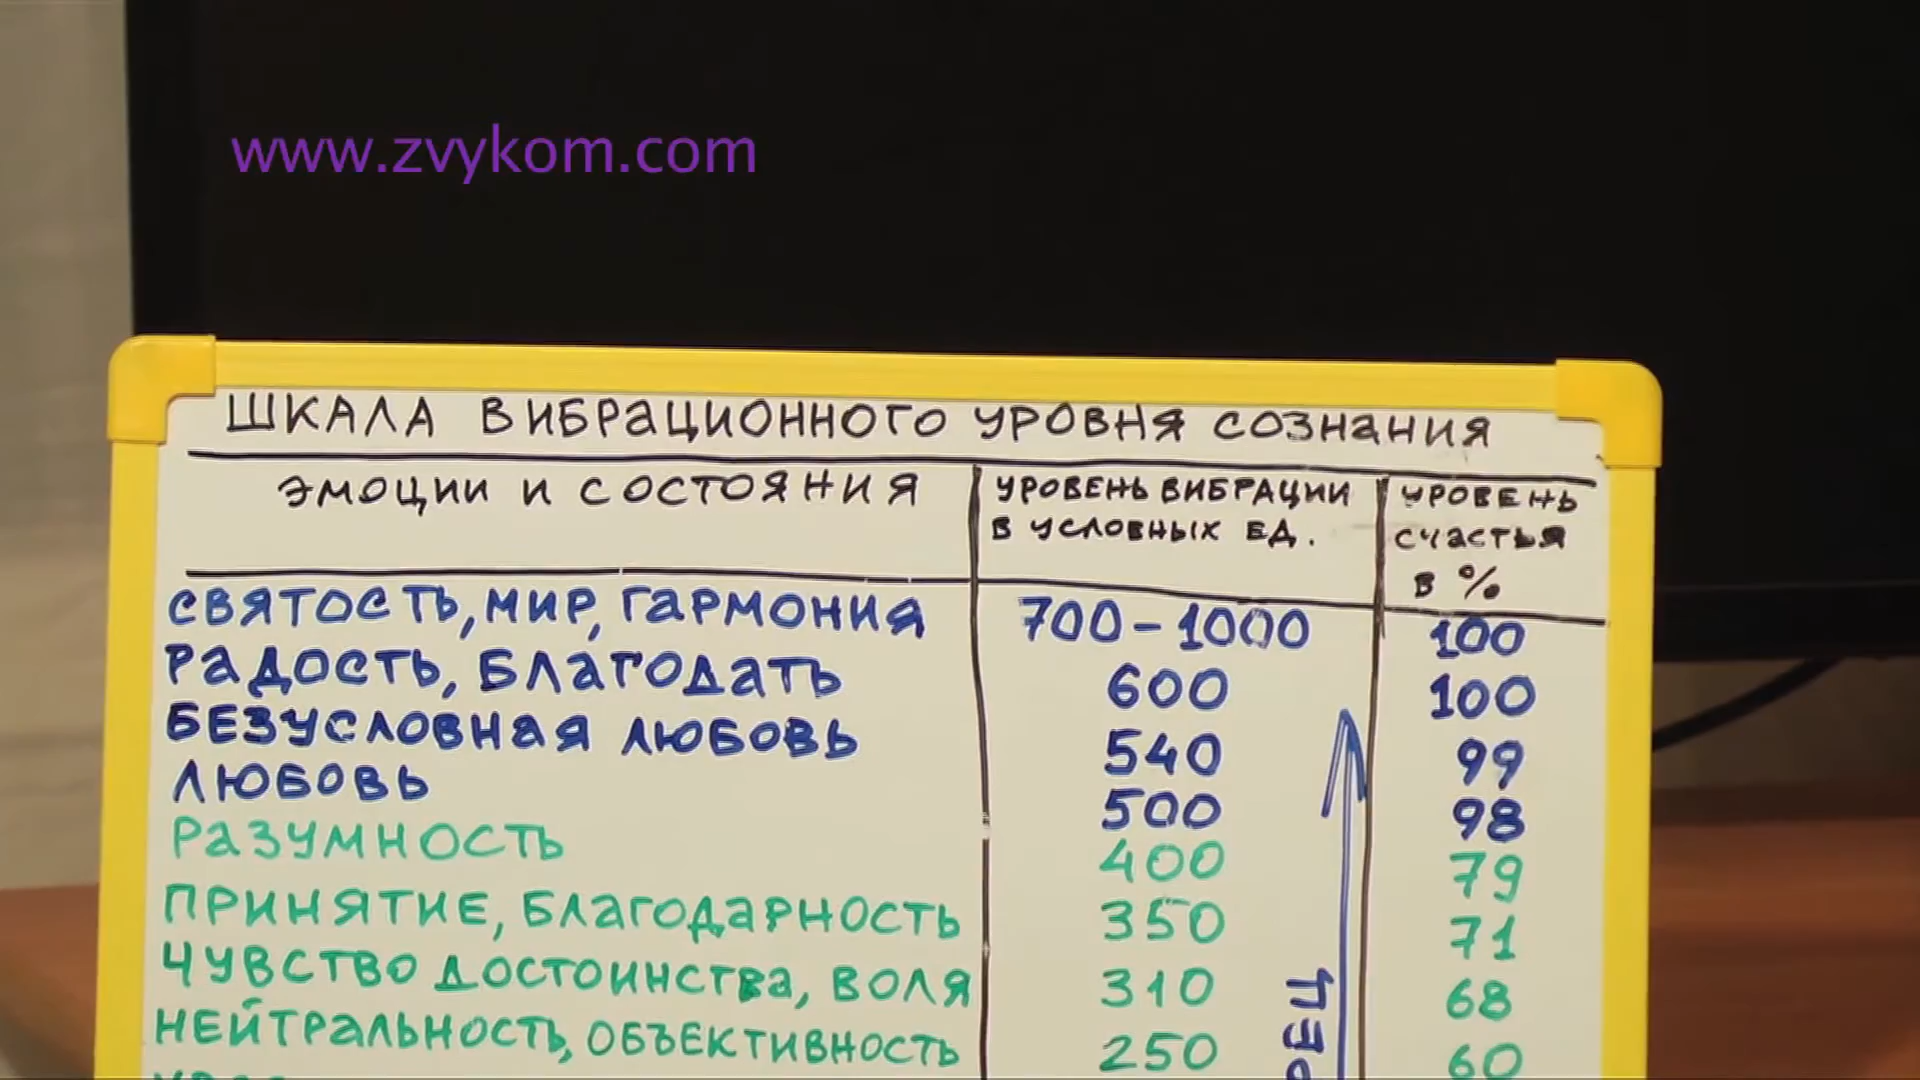 www.zvykom.com
ШКАЛА ВИБРАЦИОННОГО УРОВНЯ СОЗНАНИЯ
ЭМОЦИИ И СОСТОЯНИЯ
УРОВЕНЬ ВИБРАЦИИ
В УСЛОВНЫХ ЕД.
УРОВЕНЬ
СЧАСТЬЯ
В %
СВЯТОСТЬ, МИР, ГАРМОНИЯ 700-1000 100
РАДОСТЬ, БЛАГОДАТЬ 600 100
БЕЗУСЛОВНАЯ ЛЮБОВЬ 540 99
ЛЮБОВЬ 500 98
РАЗУМНОСТЬ 400 79
ПРИНЯТИЕ, БЛАГОДАРНОСТЬ 350 71
ЧУВСТВО ДОСТОИНСТВА, ВОЛЯ 310 68
НЕЙТРАЛЬНОСТЬ, ОБЪЕКТИВНОСТЬ 250 60